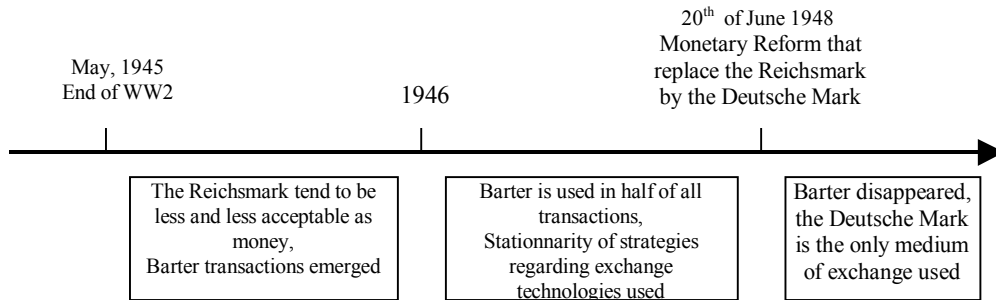 May, 1945
End of WW2
1946
20th of June 1948
Monetary Reform that
replace the Reichsmark
by the Deutsche Mark
The Reichsmark tend to be
less and less acceptable as
money,
Barter transactions emerged
Barter is used in half of all
transactions,
Stationnarity of strategies
regarding exchange
technologies used
Barter disappeared,
the Deutsche Mark
is the only medium
of exchange used